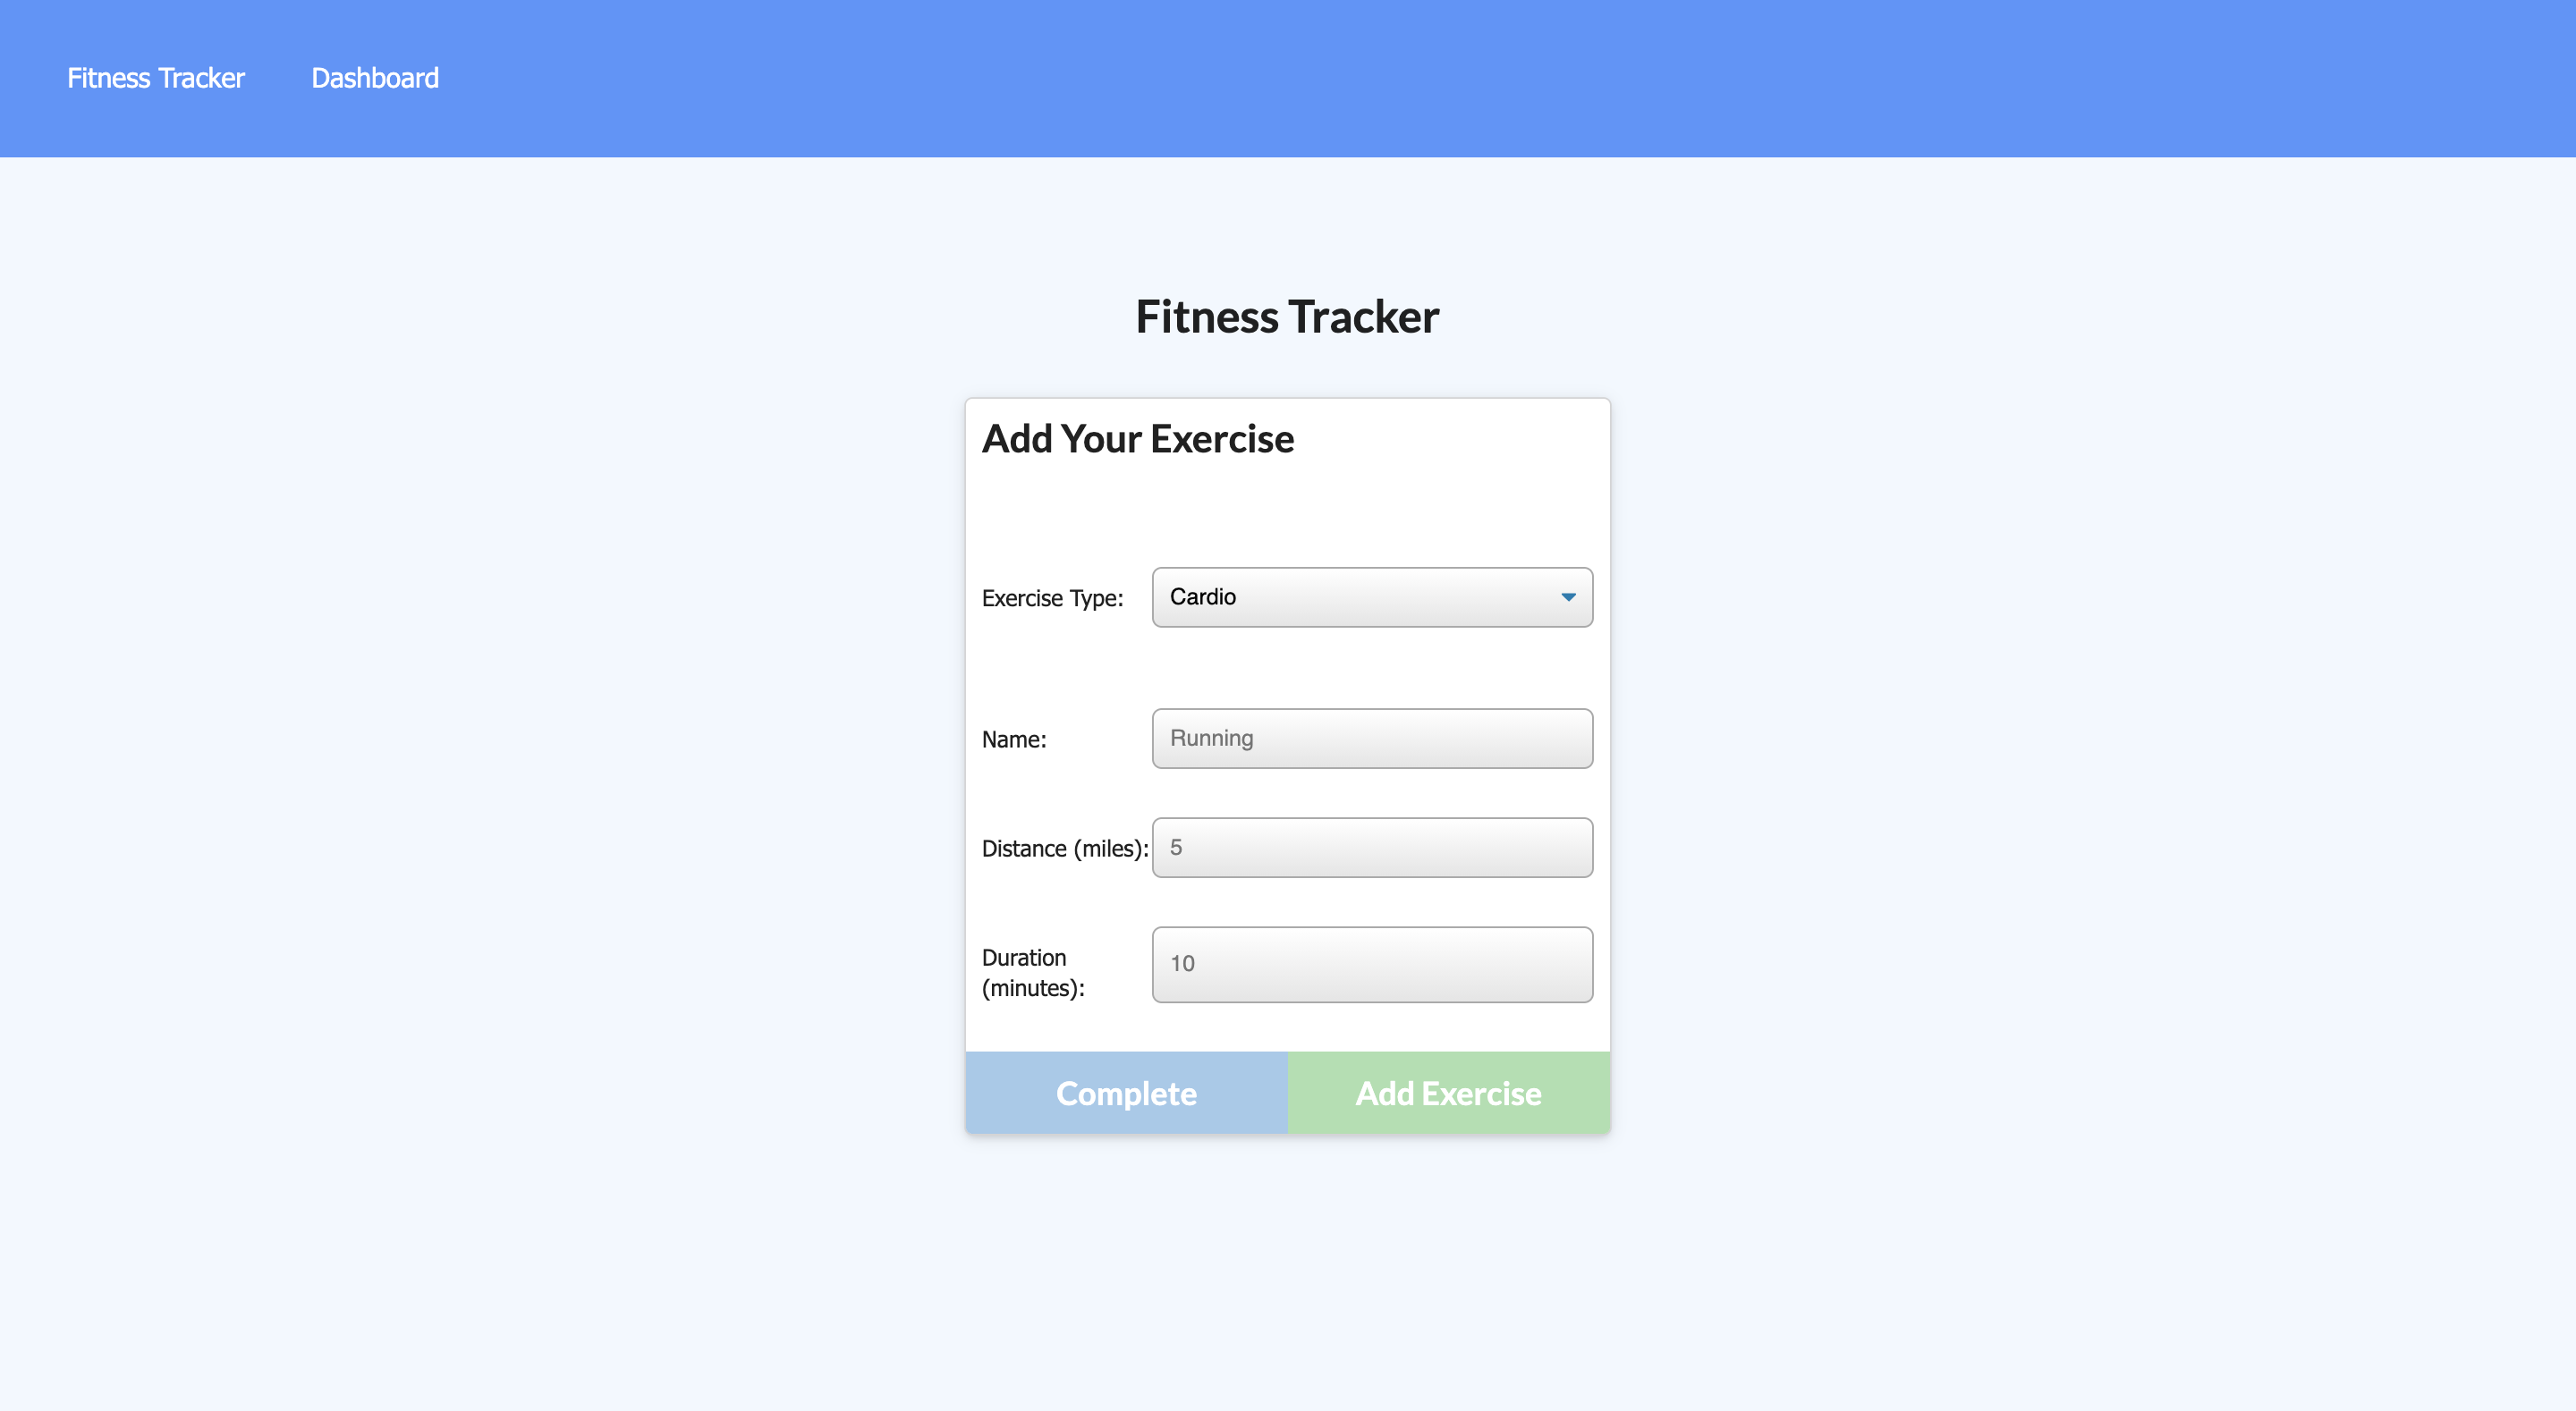 Fitness Tracker Dashboard
Fitness Tracker
Add Your Exercise
Exercise Type: Cardio
Name: Running
Distance (miles): 5
Duration
(minutes): 10
Complete Add Exercise